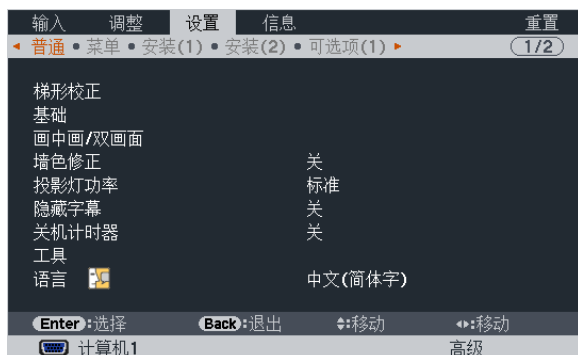 输入 调整 设置 信息 重置
普通 • 菜单 • 安装(1) • 安装(2) • 可选项(1) 1/2
梯形校正
基础
画中画/双画面
墙色修正 关
投影灯功率 标准
隐藏字幕 关
关机计时器 关
工具
语言 中文(简体字)
Enter:选择 Back:退出 :移动 :移动
计算机1 高级